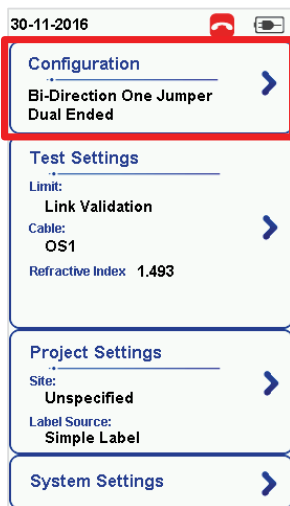 30-11-2016
Configuration
Bi-Direction One Jumper
Dual Ended
Test Settings
Limit:
Link Validation
Cable:
OS1
Refractive Index 1.493
Project Settings
Site:
Unspecified
Label Source:
Simple Label
System Settings